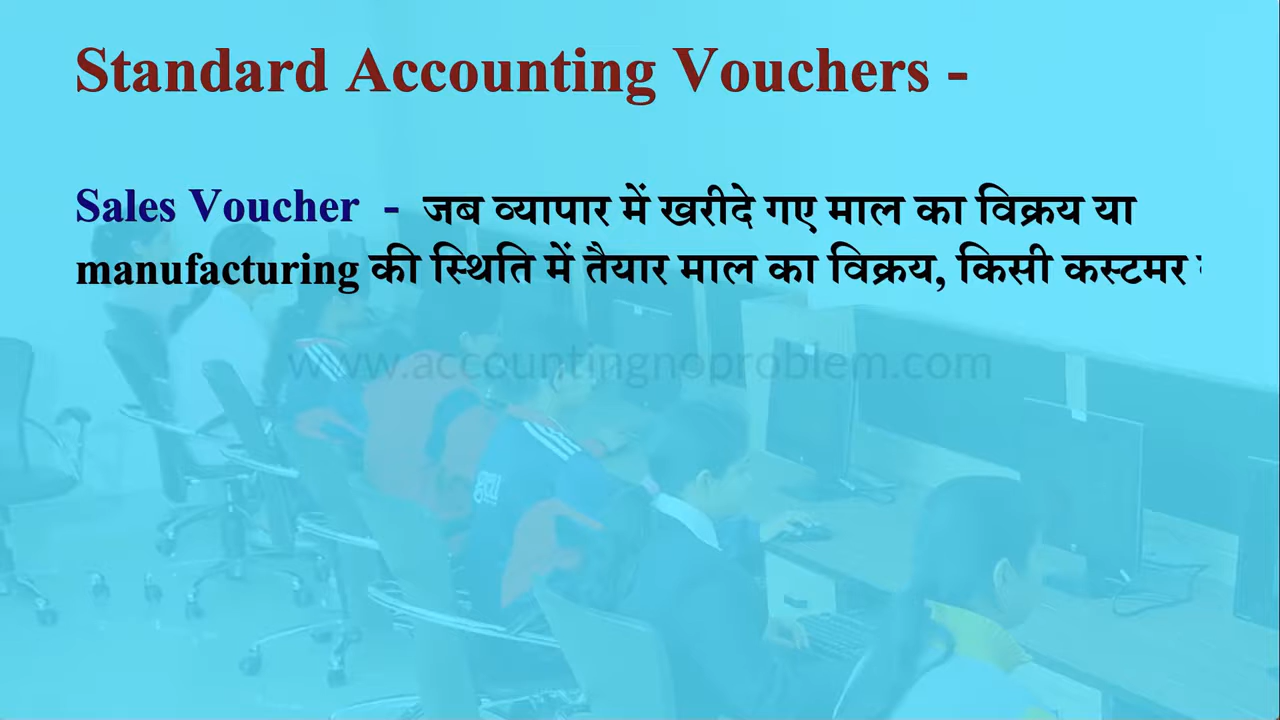 Standard Accounting Vouchers -
Sales Voucher - जब व्यापार में खरीदे गए माल का विक्रय या
manufacturing की स्थिति में तैयार माल का विक्रय, किसी कस्टमर
www.accountingnoproblem.com